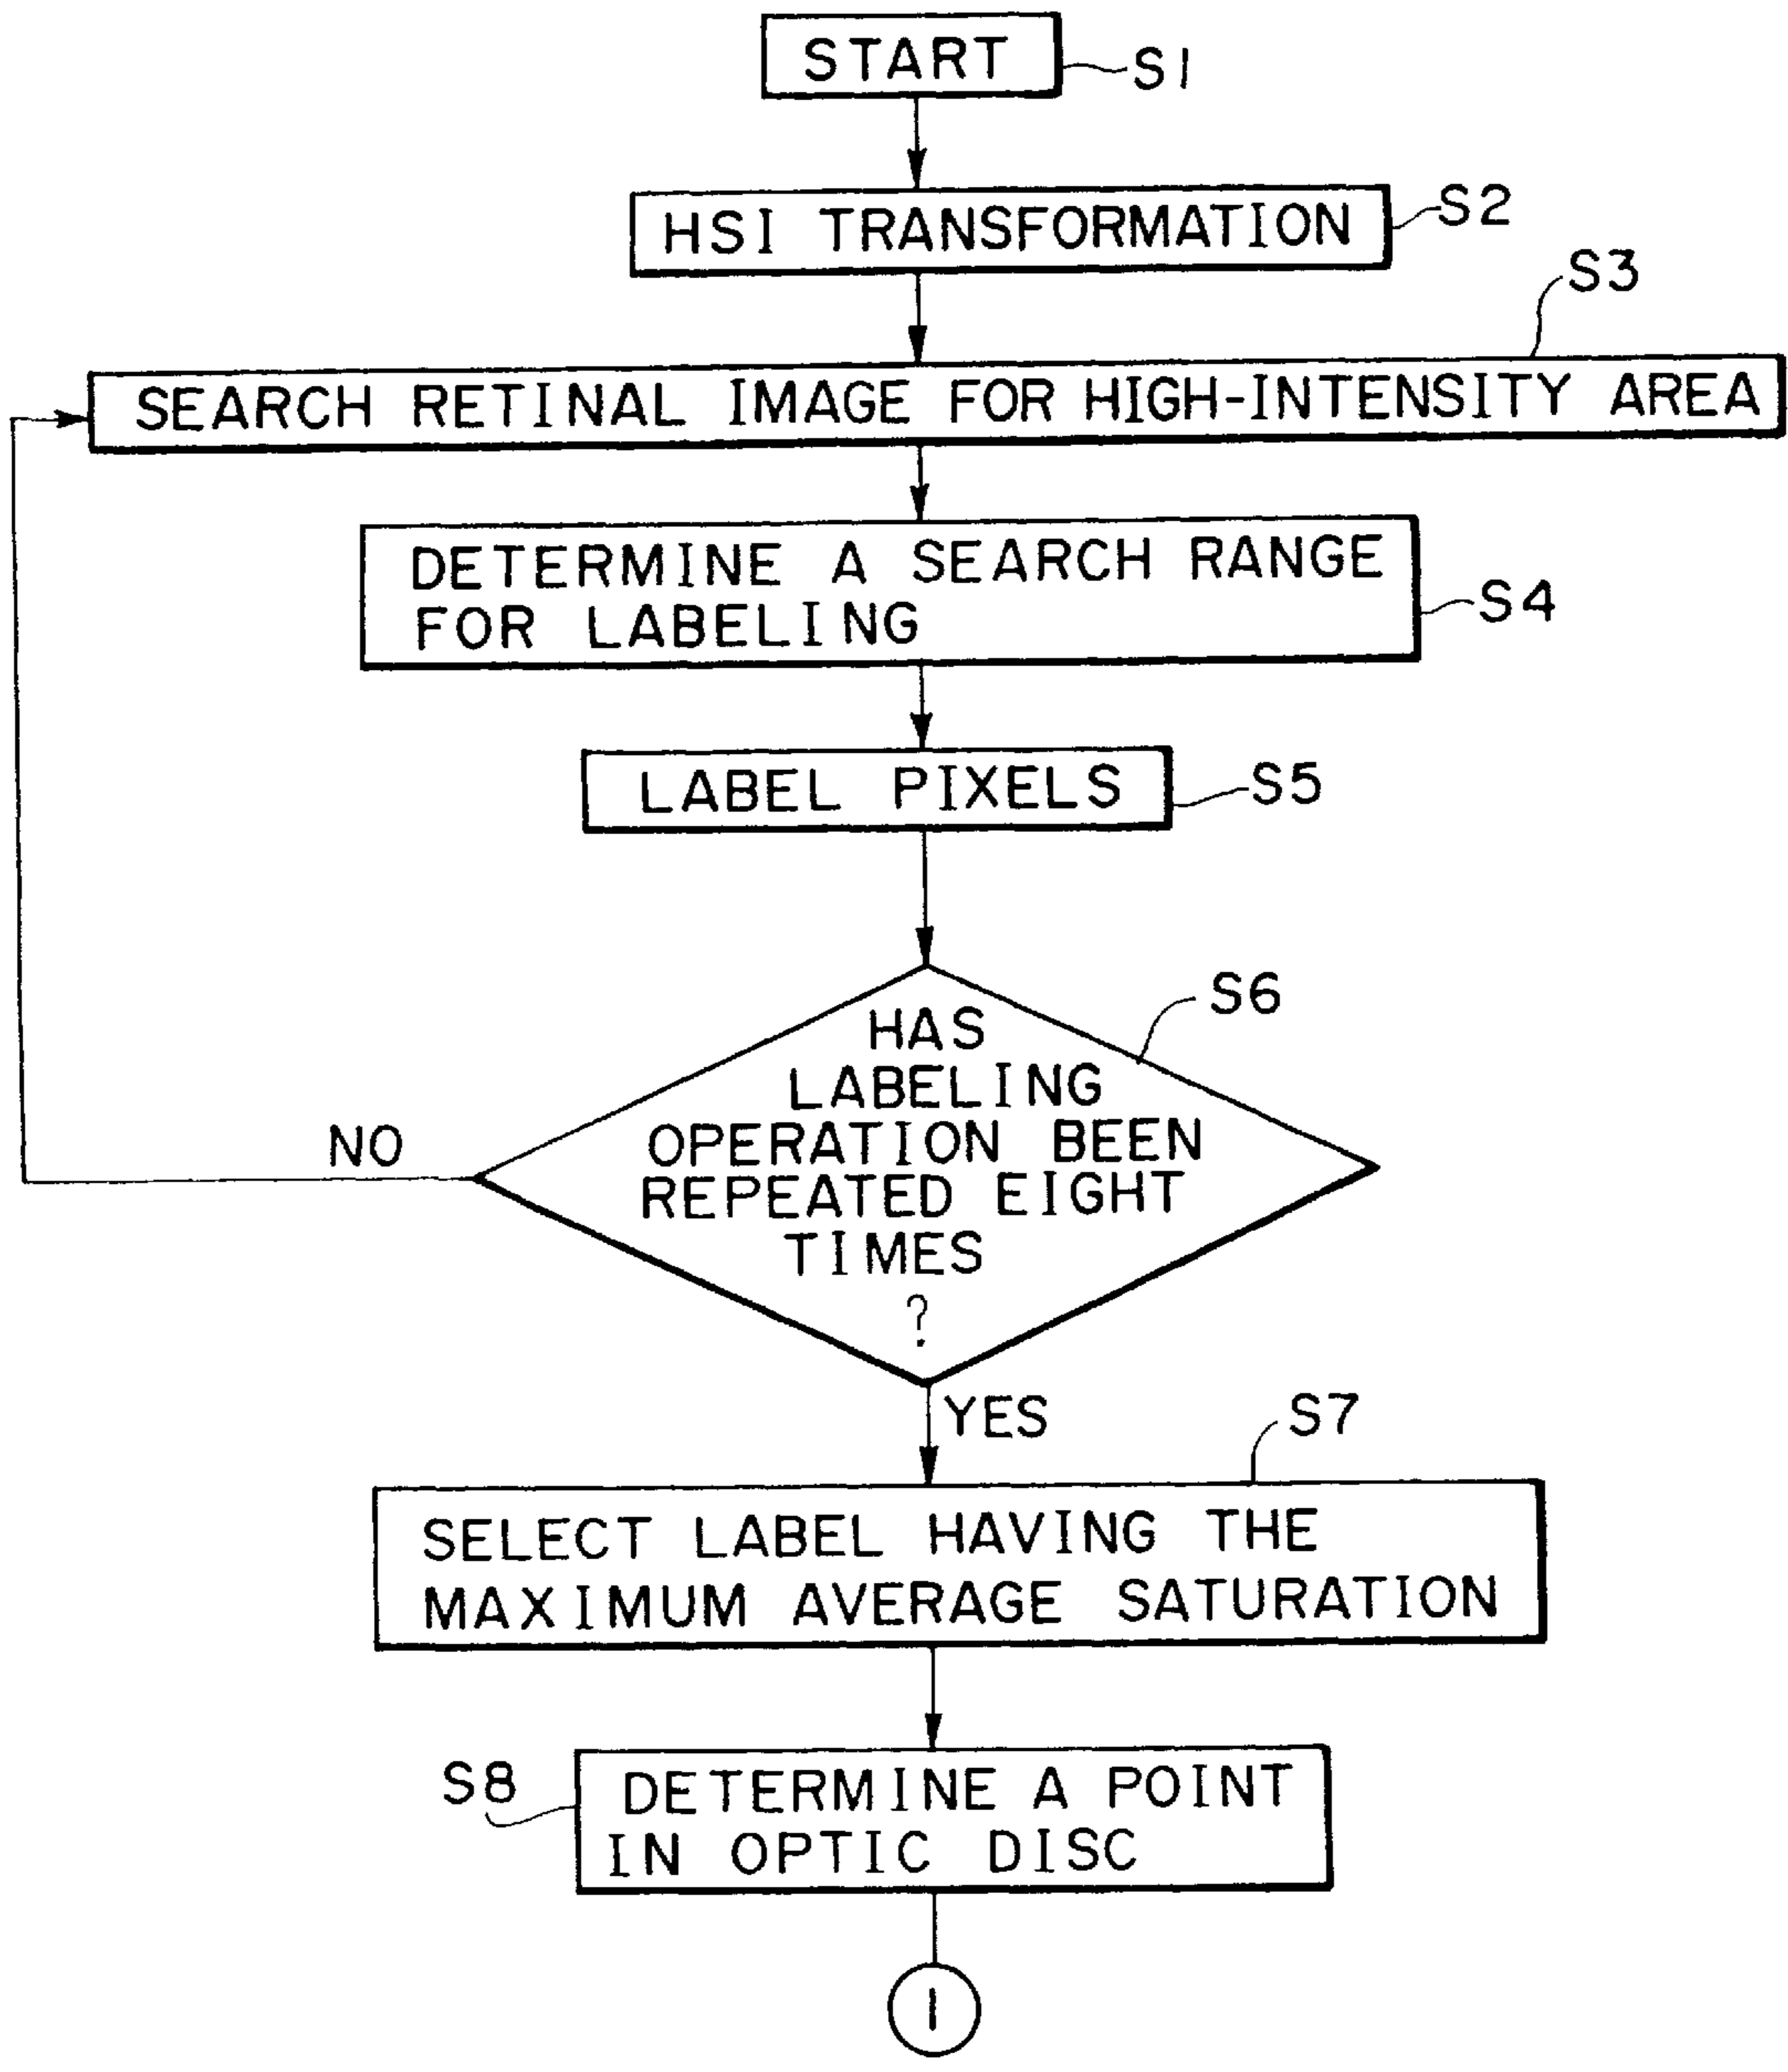 START
S1
HSI TRANSFORMATION
S2
S3
SEARCH RETINAL IMAGE FOR HIGH-INTENSITY AREA
DETERMINE A SEARCH RANGE
FOR LABELING
S4
LABEL PIXELS
S5
S6
HAS
LABELING
OPERATION BEEN
REPEATED EIGHT
TIMES
?
NO
YES
S7
SELECT LABEL HAVING THE
MAXIMUM AVERAGE SATURATION
S8
DETERMINE A POINT
IN OPTIC DISC
1